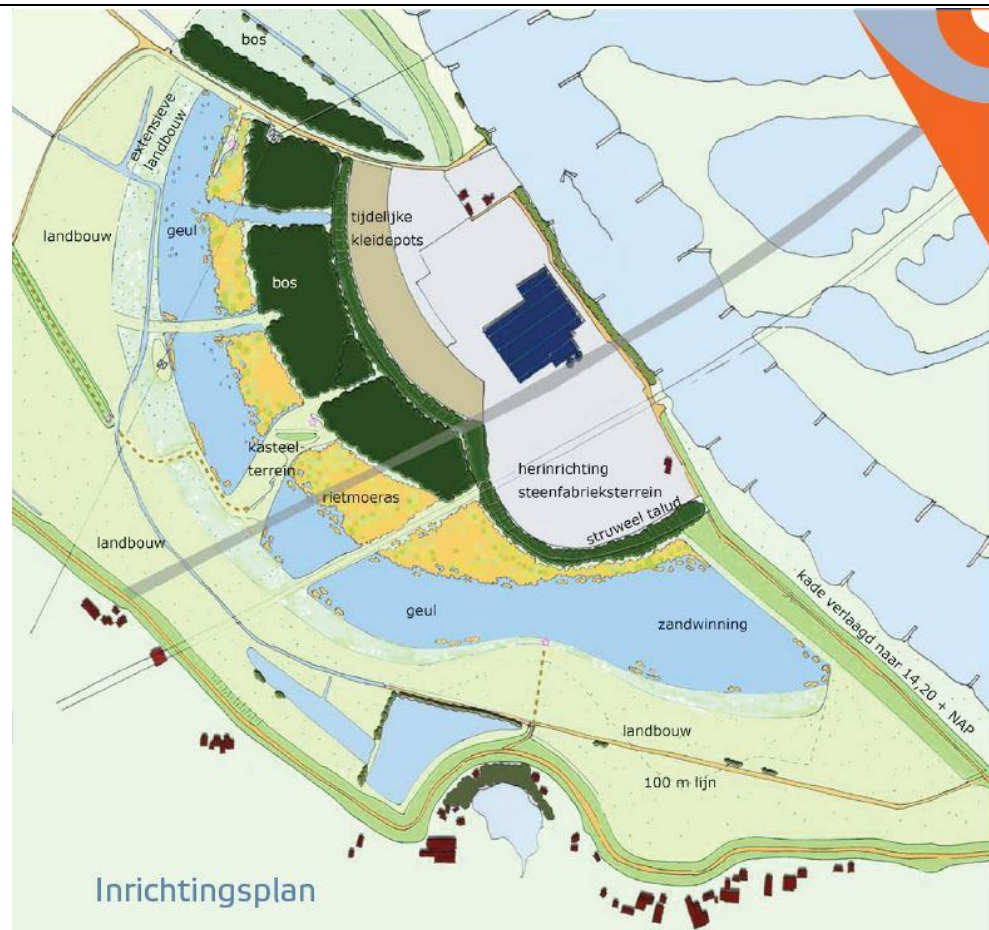 bos
extensieve
landbouw
tijdelijke
kleidepots
geul
landbouw
bos
kasteel-
terrein
rietmoeras
herinrichting
steenfabrieksterrein
struweel talud
landbouw
geul
zandwinning
kade verlaagd naar 14,20 + NAP
landbouw
100 m lijn
Inrichtingsplan